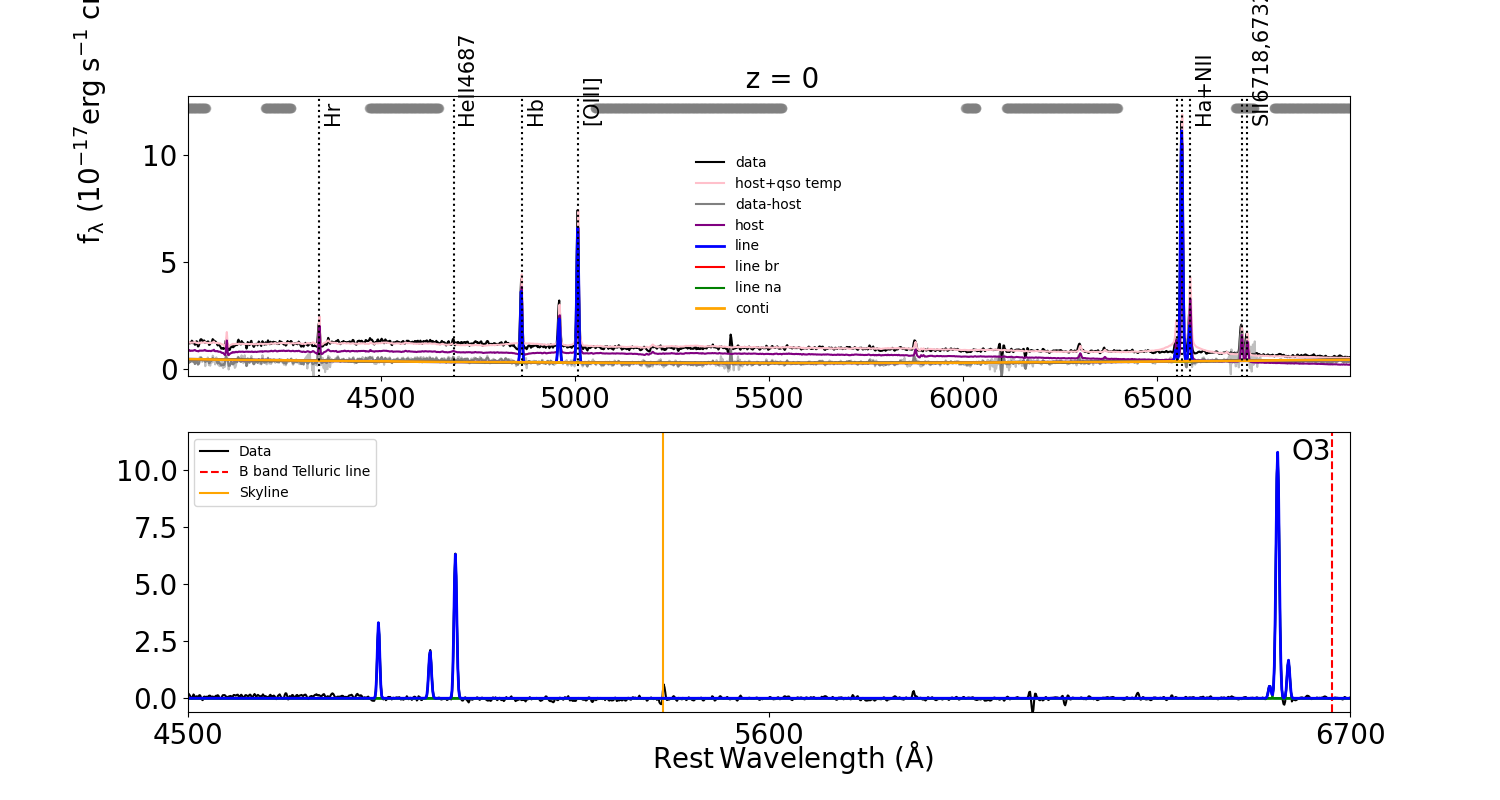 z = 0
f_λ (10^−17 erg s^−1
Hr
HeII4687
Hb
[OIII]
Ha+NII
SII6718,6732
10
5
0
data
host+qso temp
data-host
host
line
line br
line na
conti
4500 5000 5500 6000 6500
Data
B band Telluric line
Skyline
O3
10.0
7.5
5.0
2.5
0.0
4500 5600 6700
Rest Wavelength (Å)